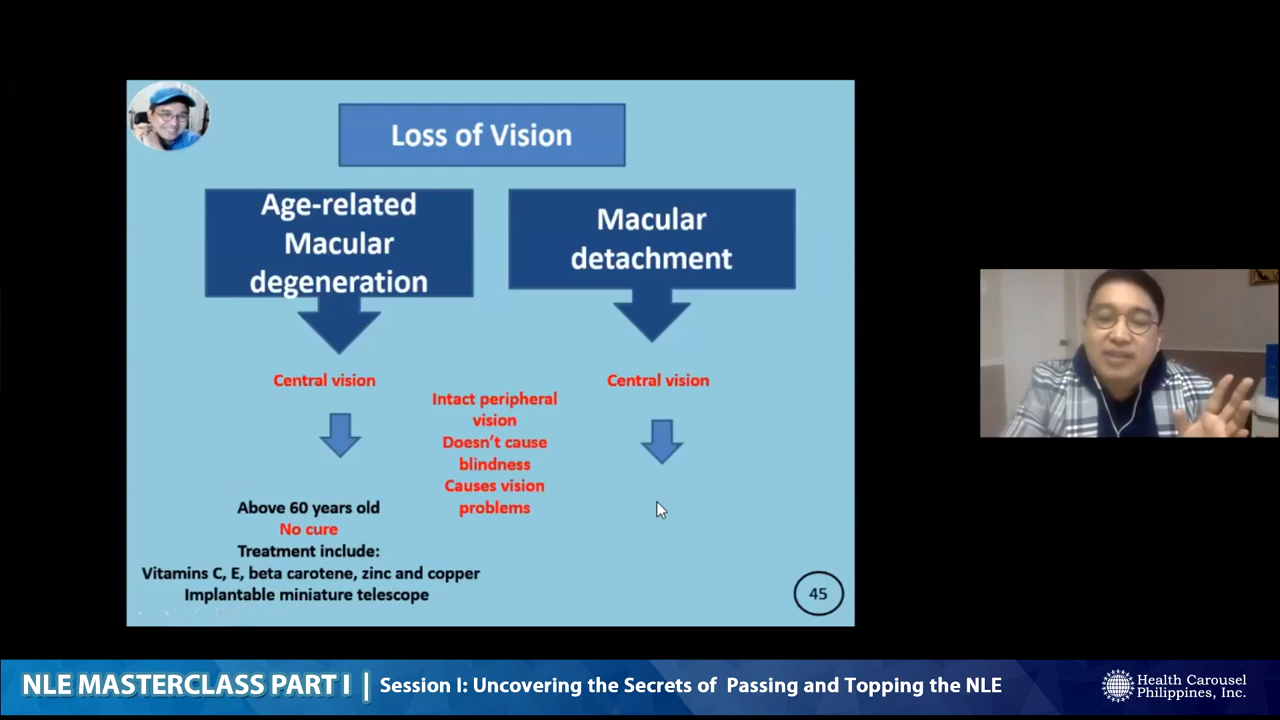 Loss of Vision
Age-related
Macular
degeneration
Macular
detachment
Central vision
Intact peripheral
vision
Doesn't cause
blindness
Causes vision
problems
Central vision
Above 60 years old
No cure
Treatment include:
Vitamins C, E, beta carotene, zinc and copper
Implantable miniature telescope
45
NLE MASTERCLASS PART I | Session I: Uncovering the Secrets of Passing and Topping the NLE
Health Carousel
Philippines, Inc.